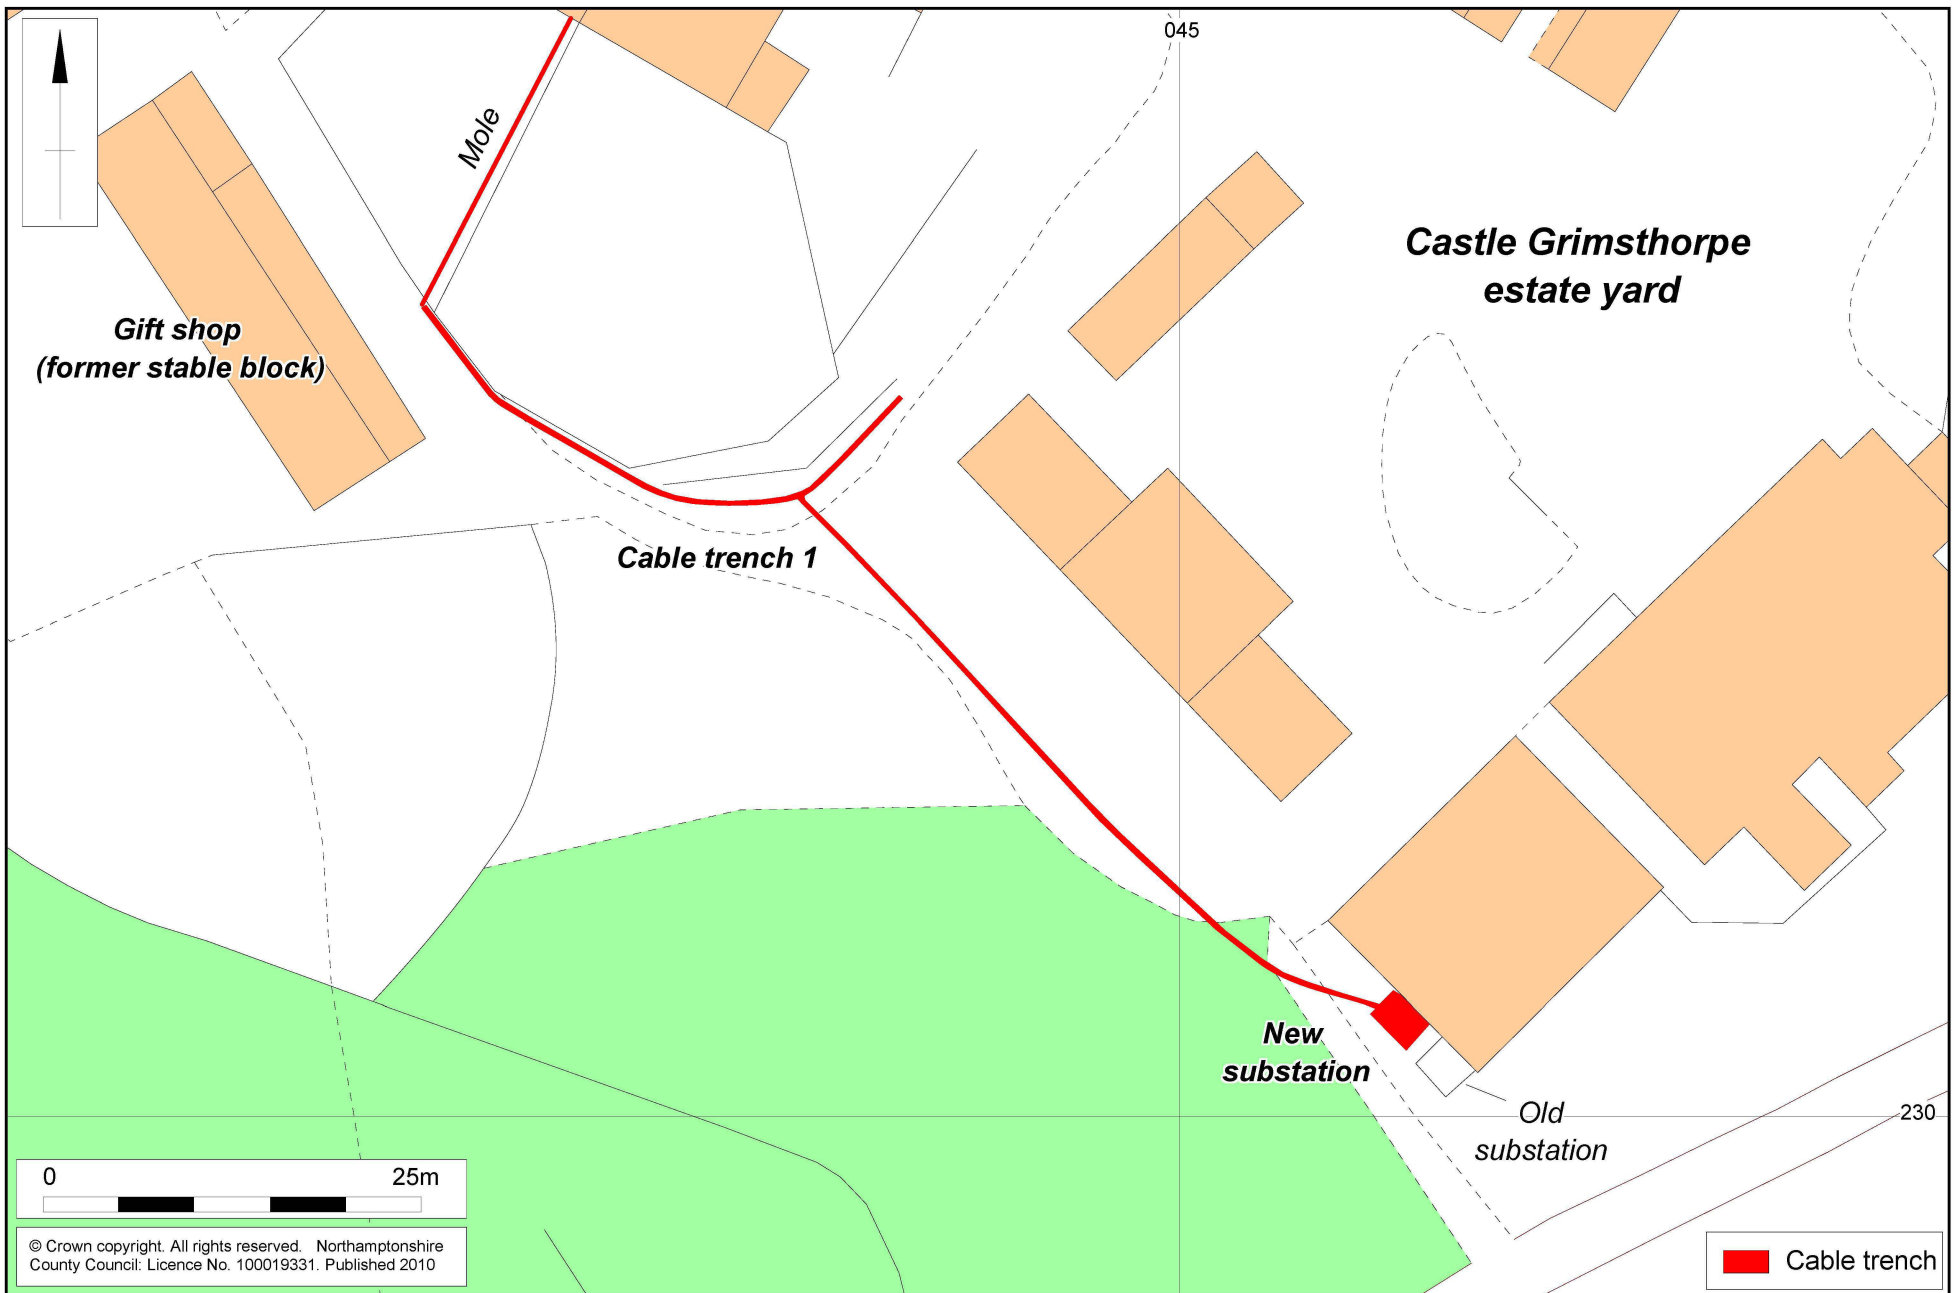 045
Mole
Castle Grimsthorpe
estate yard
Gift shop
(former stable block)
Cable trench 1
New
substation
Old
substation
230
0 25m
© Crown copyright. All rights reserved. Northamptonshire
County Council: Licence No. 100019331. Published 2010
Cable trench